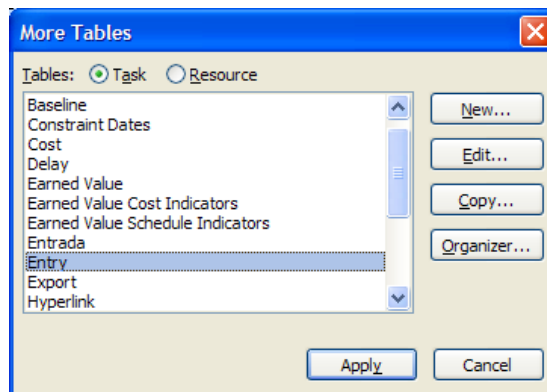 More Tables
Tables: Task Resource
Baseline
Constraint Dates
Cost
Delay
Earned Value
Earned Value Cost Indicators
Earned Value Schedule Indicators
Entrada
Entry
Export
Hyperlink
New...
Edit...
Copy...
Organizer...
Apply
Cancel